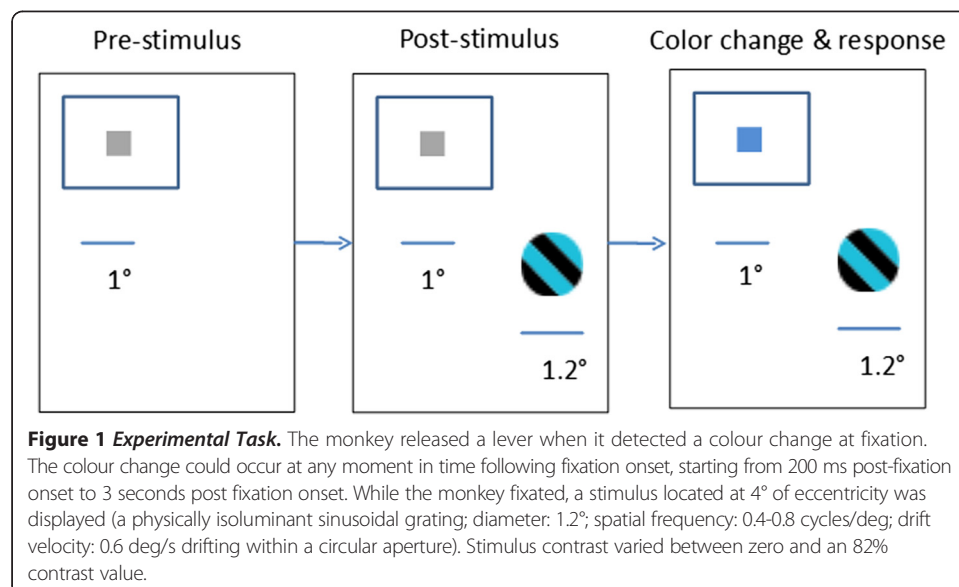 Pre-stimulus
Post-stimulus
Color change & response
1°
1°
1.2°
1°
1.2°
Figure 1 Experimental Task. The monkey released a lever when it detected a colour change at fixation.
The colour change could occur at any moment in time following fixation onset, starting from 200 ms post-fixation
onset to 3 seconds post fixation onset. While the monkey fixated, a stimulus located at 4° of eccentricity was
displayed (a physically isoluminant sinusoidal grating; diameter: 1.2°; spatial frequency: 0.4-0.8 cycles/deg; drift
velocity: 0.6 deg/s drifting within a circular aperture). Stimulus contrast varied between zero and an 82%
contrast value.